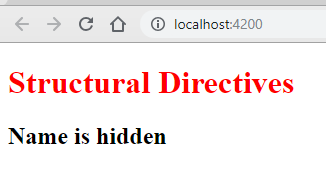 localhost:4200
Structural Directives
Name is hidden